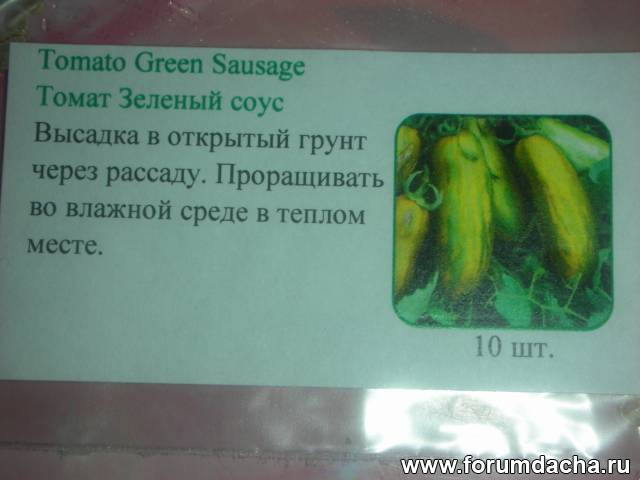 Tomato Green Sausage
Томат Зеленый соус
Высадка в открытый грунт
через рассаду. Проращивать
во влажной среде в теплом
месте.
10 шт.
www.forumdacha.ru